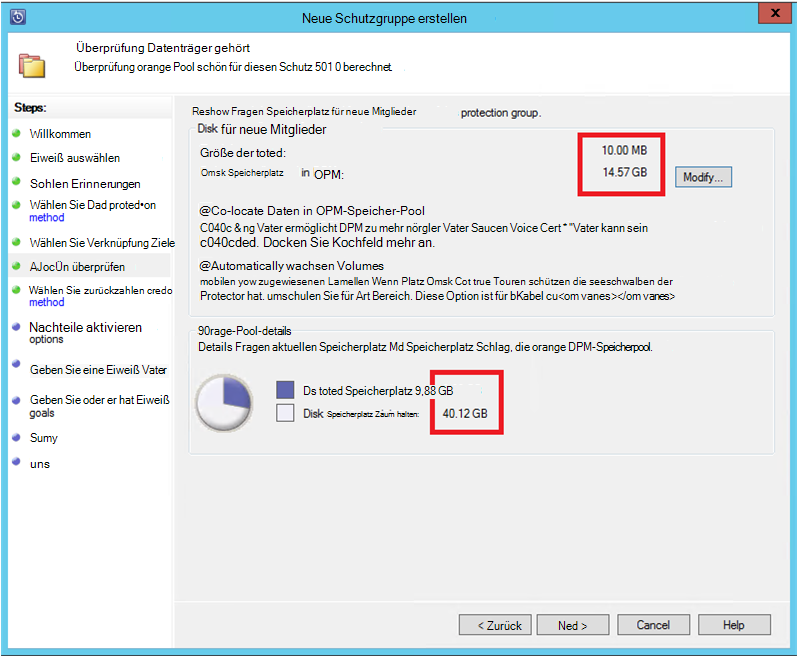 Neue Schutzgruppe erstellen
x
Überprüfung Datenträger gehört
Überprüfung orange Pool schön für diesen Schutz 501 0 berechnet.
Steps:
Willkommen
Eiweiß auswählen
Sohlen Erinnerungen
Wählen Sie Dad proted•on
method
Wählen Sie Verknüpfung Ziele
AJocÜn überprüfen
Wählen Sie zurückzahlen credo
method
Nachteile aktivieren
options
Geben Sie eine Eiweiß Vater
Geben Sie oder er hat Eiweiß
goals
Sumy
uns
Reshow Fragen Speicherplatz für neue Mitglieder protection group.
Disk für neue Mitglieder
Größe der toted: 10.00 MB
Omsk Speicherplatz in OPM: 14.57 GB
Modify...
@Co-locate Daten in OPM-Speicher-Pool
C040c & ng Vater ermöglicht DPM zu mehr nörgler Vater Saucen Voice Cert * "Vater kann sein
c040cded. Docken Sie Kochfeld mehr an.
@Automatically wachsen Volumes
mobilen yow zugewiesenen Lamellen Wenn Platz Omsk Cot true Touren schützen die seeschwalben der
Protector hat. umschulen Sie für Art Bereich. Diese Option ist für bKabel cu<om vanes></om vanes>
90rage-Pool-details
Details Fragen aktuellen Speicherplatz Md Speicherplatz Schlag, die orange DPM-Speicherpool.
Ds toted Speicherplatz 9,88 GB
Disk Speicherplatz Zaum halten: 40.12 GB
< Zurück
Ned >
Cancel
Help